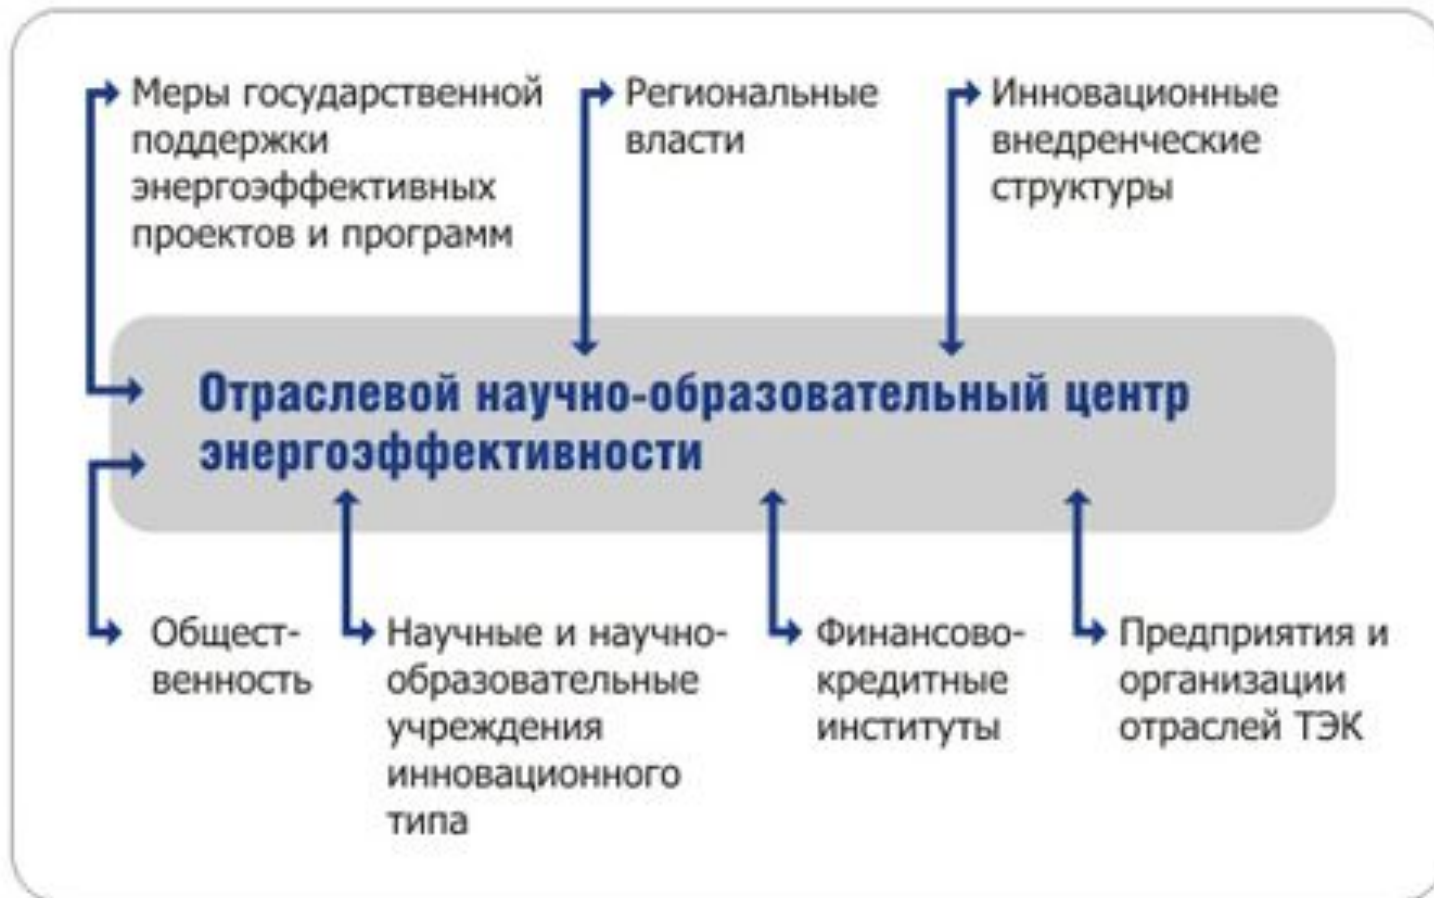 Меры государственной
поддержки
энергоэффективных
проектов и программ
Региональные
власти
Инновационные
внедренческие
структуры
Отраслевой научно-образовательный центр
энергоэффективности
Общест-
венность
Научные и научно-
образовательные
учреждения
инновационного
типа
Финансово-
кредитные
институты
Предприятия и
организации
отраслей ТЭК